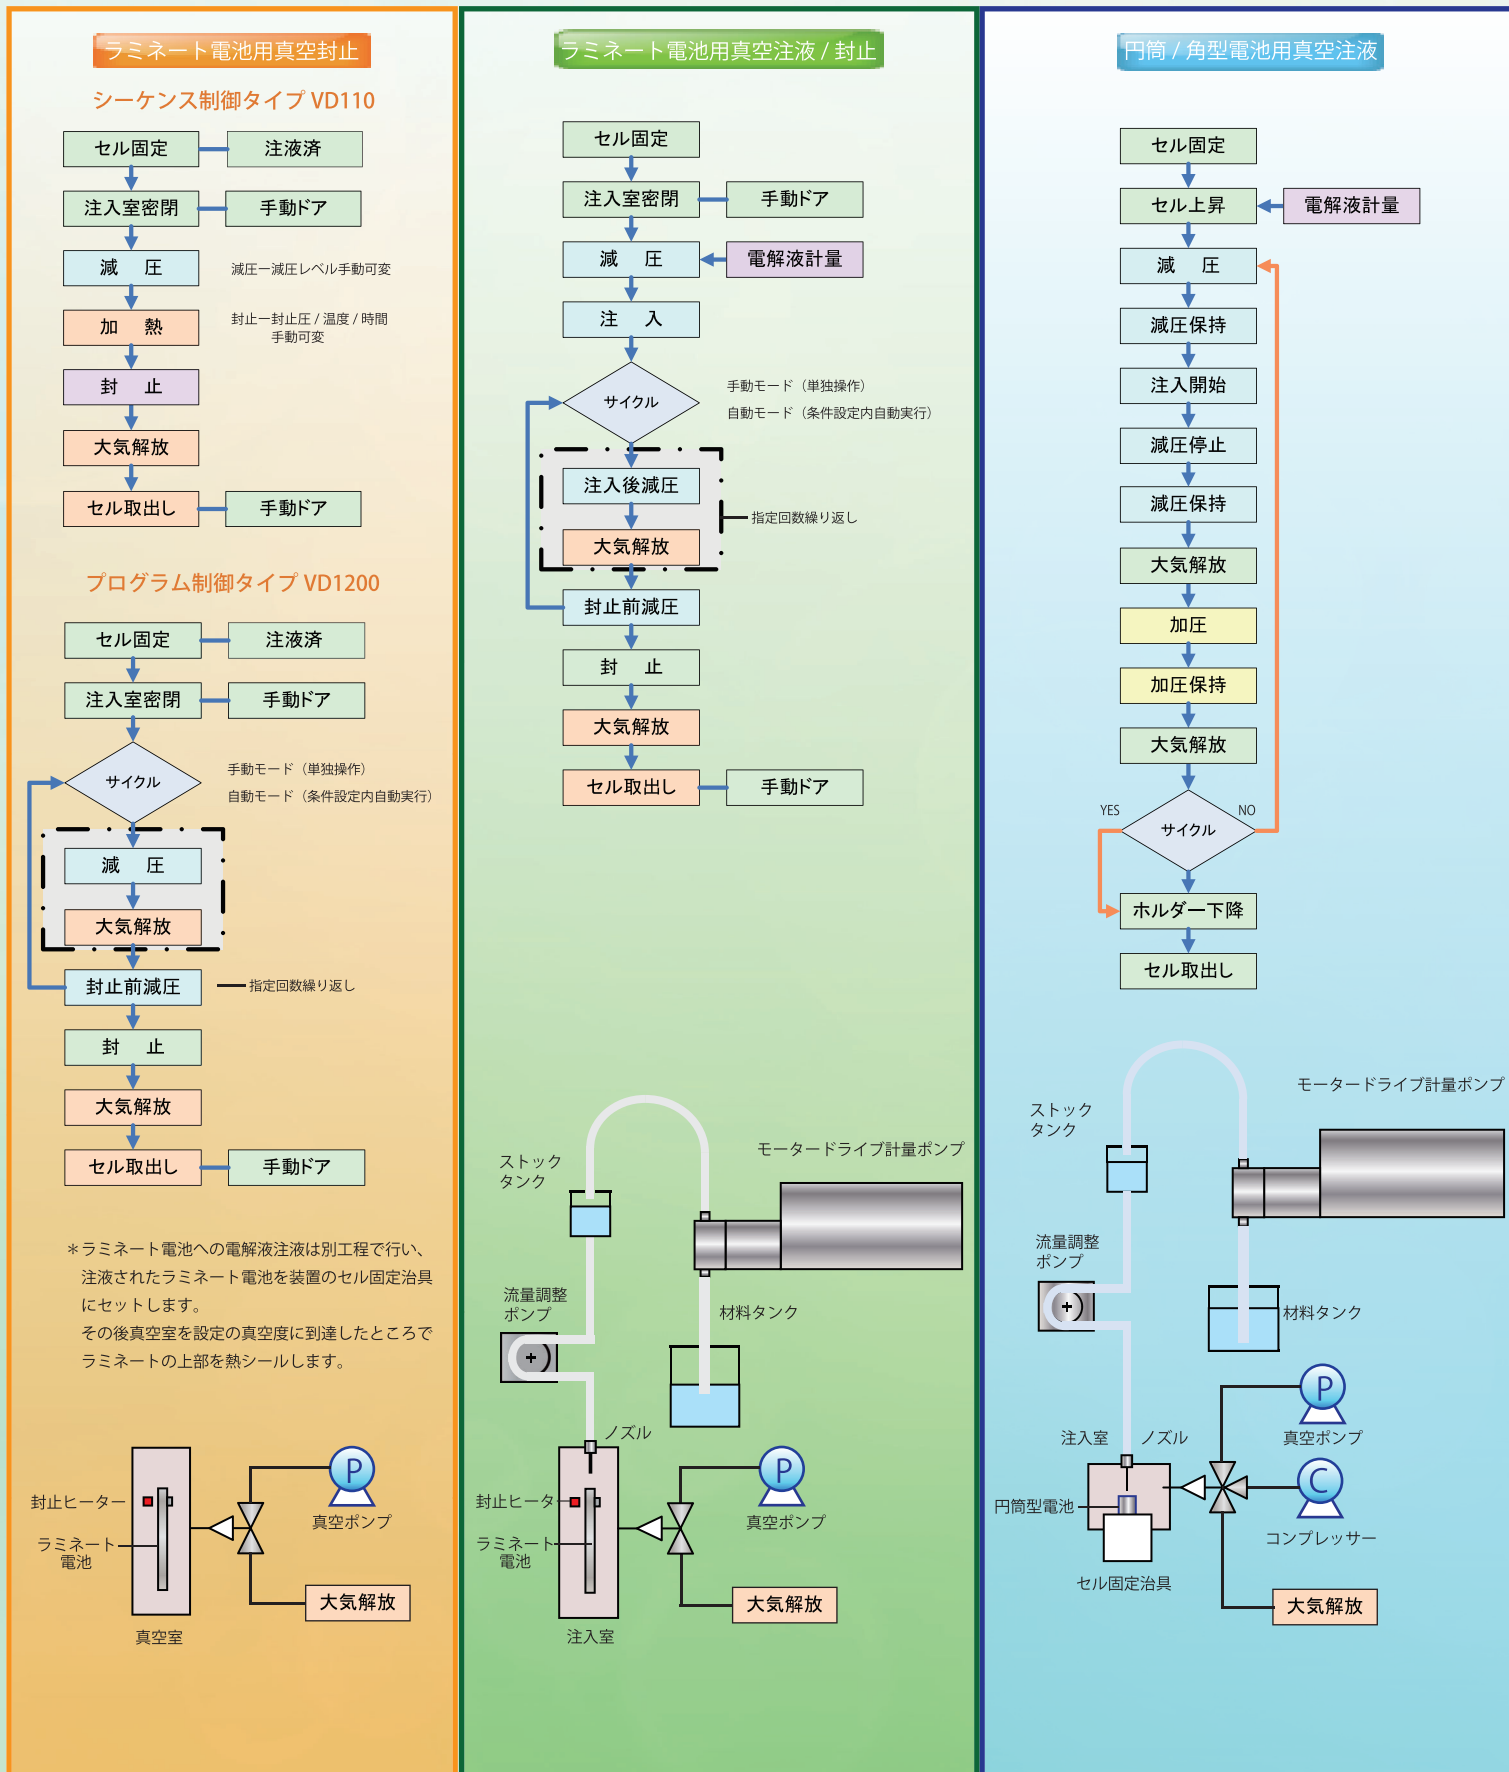 ラミネート電池用真空封止
シーケンス制御タイプ VD110
セル固定
注液済
注入室密閉
手動ドア
減 圧
減圧ー減圧レベル手動可変
加 熱
封止ー封止圧 / 温度 / 時間
手動可変
封 止
大気解放
セル取出し
手動ドア
プログラム制御タイプ VD1200
セル固定
注液済
注入室密閉
手動ドア
サイクル
手動モード（単独操作）
自動モード（条件設定内自動実行）
減 圧
大気解放
封止前減圧
指定回数繰り返し
封 止
大気解放
セル取出し
手動ドア
＊ラミネート電池への電解液注液は別工程で行い、
注液されたラミネート電池を装置のセル固定治具
にセットします。
その後真空室を設定の真空度に到達したところで
ラミネートの上部を熱シールします。
封止ヒーター
ラミネート
電池
真空室
P
真空ポンプ
大気解放
ラミネート電池用真空注液 / 封止
セル固定
注入室密閉
手動ドア
減 圧
電解液計量
注 入
サイクル
手動モード（単独操作）
自動モード（条件設定内自動実行）
注入後減圧
大気解放
指定回数繰り返し
封止前減圧
封 止
大気解放
セル取出し
手動ドア
ストック
タンク
モータードライブ計量ポンプ
流量調整
ポンプ
材料タンク
ノズル
封止ヒーター
ラミネート
電池
注入室
P
真空ポンプ
大気解放
円筒 / 角型電池用真空注液
セル固定
セル上昇
電解液計量
減 圧
減圧保持
注入開始
減圧停止
減圧保持
大気解放
加圧
加圧保持
大気解放
YES
NO
サイクル
ホルダー下降
セル取出し
モータードライブ計量ポンプ
ストック
タンク
流量調整
ポンプ
材料タンク
P
真空ポンプ
注入室
ノズル
C
円筒型電池
コンプレッサー
セル固定治具
大気解放